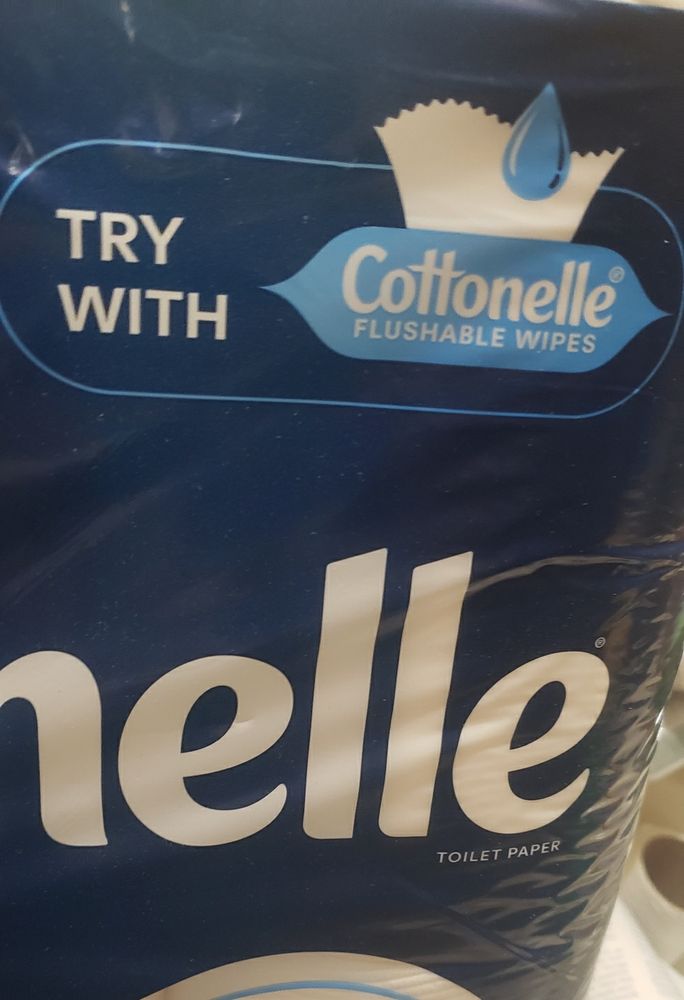 TRY
WITH
Cottonelle®
FLUSHABLE WIPES
nelle®
TOILET PAPER